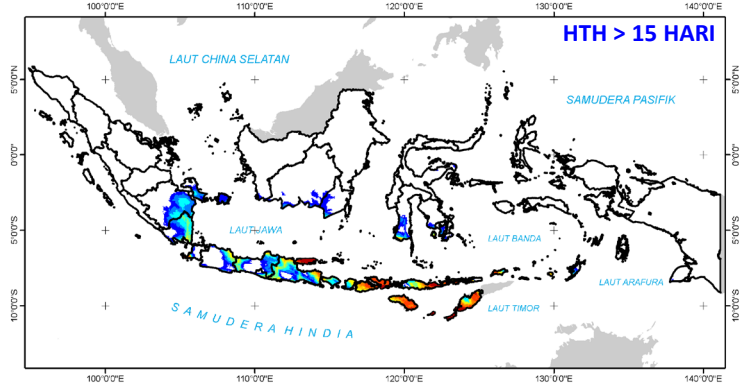 100°0'0"E 110°0'0"E 120°0'0"E 130°0'0"E 140°0'0"E
HTH > 15 HARI
LAUT CHINA SELATAN
5°0'0"N 5°0'0"N
SAMUDERA PASIFIK
0°0'0" 0°0'0"
5°0'0"S LAUT JAWA LAUT BANDA 5°0'0"S
LAUT ARAFURA
10°0'0"S SAMUDERA HINDIA LAUT TIMOR 10°0'0"S
100°0'0"E 110°0'0"E 120°0'0"E 130°0'0"E 140°0'0"E